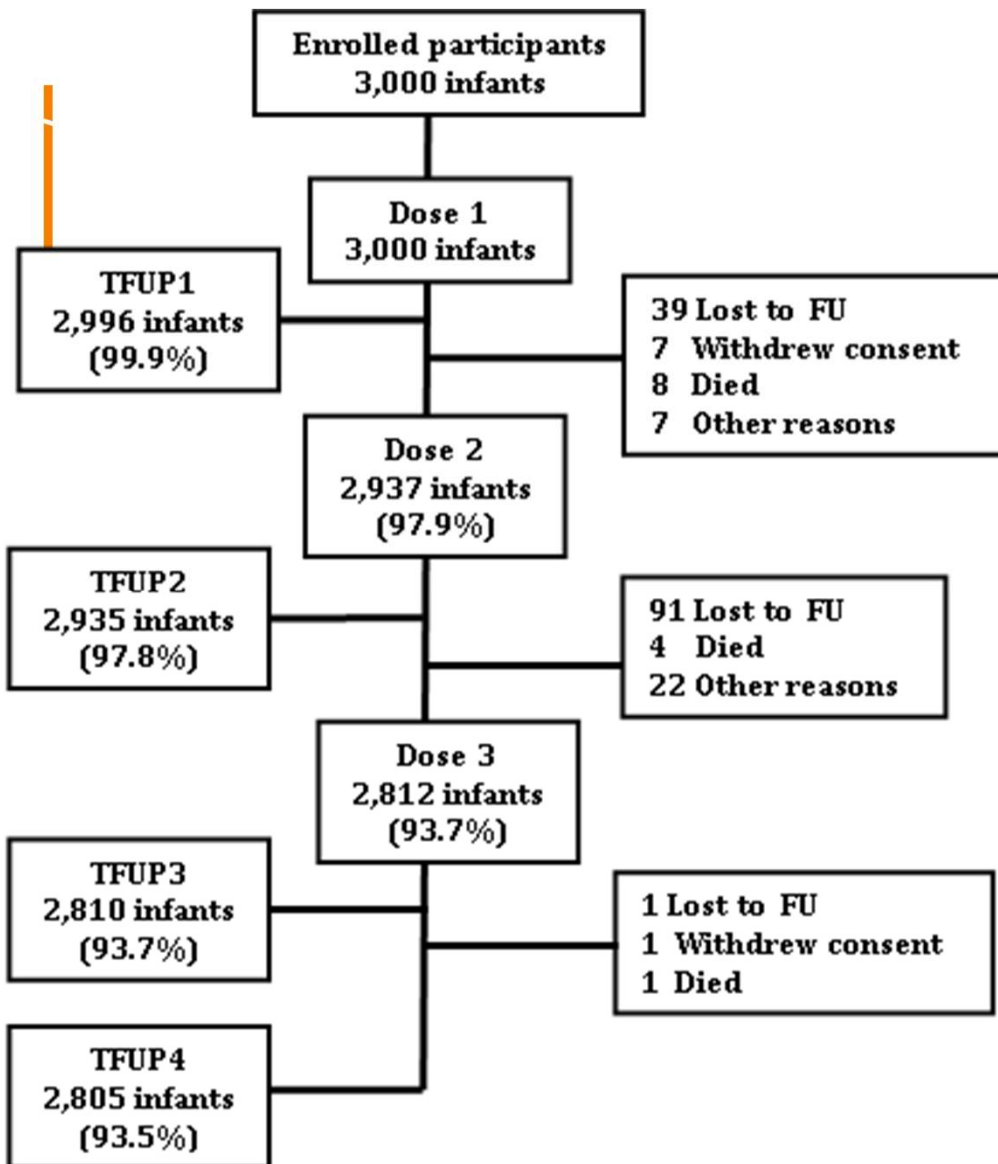 Enrolled participants
3,000 infants
Dose 1
3,000 infants
TFUP1
2,996 infants
(99.9%)
39 Lost to FU
7 Withdrew consent
8 Died
7 Other reasons
Dose 2
2,937 infants
(97.9%)
TFUP2
2,935 infants
(97.8%)
91 Lost to FU
4 Died
22 Other reasons
Dose 3
2,812 infants
(93.7%)
TFUP3
2,810 infants
(93.7%)
1 Lost to FU
1 Withdrew consent
1 Died
TFUP4
2,805 infants
(93.5%)